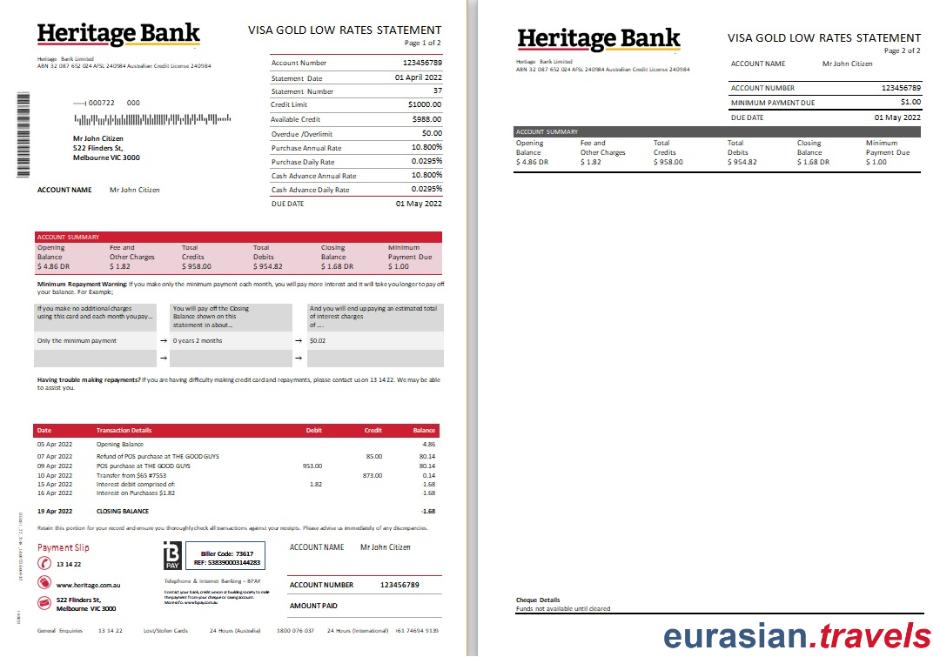 Heritage Bank
VISA GOLD LOW RATES STATEMENT
Page 1 of 2
Heritage Bank Limited
ABN 32 087 652 024 AFSL 240984 Australian Credit License 240984
Account Number 123456789
Statement Date 01 April 2022
Statement Number 37
Credit Limit $1000.00
Available Credit $988.00
Overdue /Overlimit $0.00
Purchase Annual Rate 10.800%
Purchase Daily Rate 0.0295%
Cash Advance Annual Rate 10.800%
Cash Advance Daily Rate 0.0295%
DUE DATE 01 May 2022
000722 000
Mr John Citizen
522 Flinders St,
Melbourne VIC 3000
ACCOUNT NAME Mr John Citizen
ACCOUNT SUMMARY
Opening Fee and Total Total Closing Minimum
Balance Other Charges Credits Debits Balance Payment Due
$ 4.86 DR $ 1.82 $ 958.00 $ 954.82 $ 1.68 DR $ 1.00
Minimum Repayment Warning: If you make only the minimum payment each month, you will pay more interest and it will take you longer to pay off
your balance. For Example;
If you make no additional charges You will pay off the Closing And you will end up paying an estimated total
using this card and each month you pay... Balance shown on this of interest charges
statement in about... of ....
Only the minimum payment → 0 years 2 months → $0.02
→ →
Having trouble making repayments? If you are having difficulty making credit card and repayments, please contact us on 13 14 22. We may be able
to assist you.
Date Transaction Details Debit Credit Balance
05 Apr 2022 Opening Balance 4.86
07 Apr 2022 Refund of POS purchase at THE GOOD GUYS 85.00 80.14
09 Apr 2022 POS purchase at THE GOOD GUYS 953.00 80.14
10 Apr 2022 Transfer from S65 #7553 873.00 0.14
15 Apr 2022 Interest debit comprised of: 1.82 1.68
16 Apr 2022 Interest on Purchases $1.82 1.68
19 Apr 2022 CLOSING BALANCE -1.68
Retain this portion for your record and ensure you thoroughly check all transactions against your receipts. Please advise us immediately of any discrepancies.
Payment Slip
13 14 22
www.heritage.com.au
522 Flinders St,
Melbourne VIC 3000
B
PAY
Biller Code: 73617
REF: 538390003144283
Telephone & Internet Banking – BPAY
Contact your bank, credit union or building society to make
the payment from your cheque or saving account.
More info: www.bpay.com.au
ACCOUNT NAME Mr John Citizen
ACCOUNT NUMBER 123456789
AMOUNT PAID
General Enquiries 13 14 22 Lost/Stolen Cards 24 Hours (Australia) 1800 076 037 24 Hours (International) +61 74694 9135
Heritage Bank
VISA GOLD LOW RATES STATEMENT
Page 2 of 2
Heritage Bank Limited
ABN 32 087 652 024 AFSL 240984 Australian Credit License 240984
ACCOUNT NAME Mr John Citizen
ACCOUNT NUMBER 123456789
MINIMUM PAYMENT DUE $1.00
DUE DATE 01 May 2022
ACCOUNT SUMMARY
Opening Fee and Total Total Closing Minimum
Balance Other Charges Credits Debits Balance Payment Due
$ 4.86 DR $ 1.82 $ 958.00 $ 954.82 $ 1.68 DR $ 1.00
Cheque Details
Funds not available until cleared
eurasian.travels